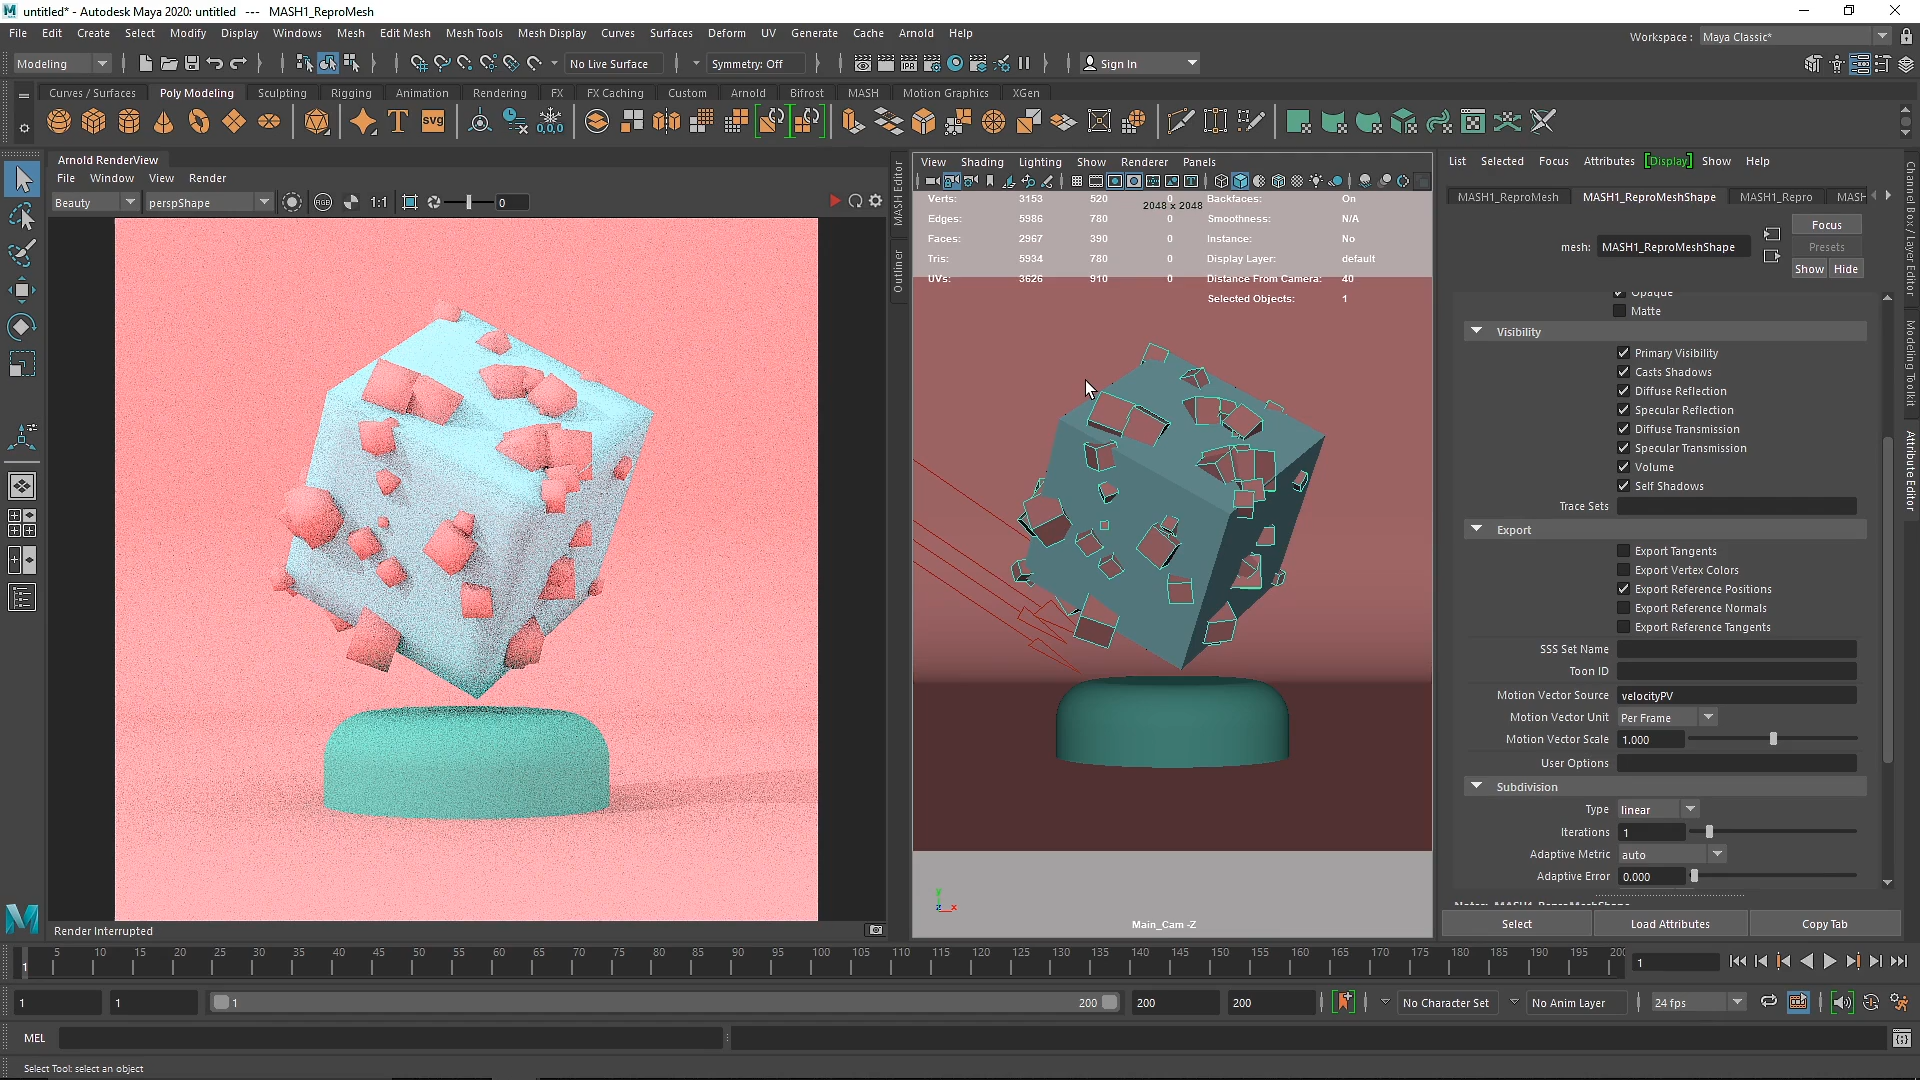 untitled* - Autodesk Maya 2020: untitled --- MASH1_ReproMesh
File Edit Create Select Modify Display Windows Mesh Edit Mesh Mesh Tools Mesh Display Curves Surfaces Deform UV Generate Cache Arnold Help
Workspace : Maya Classic*
Modeling No Live Surface Symmetry: Off Sign In
Curves / Surfaces Poly Modeling Sculpting Rigging Animation Rendering FX FX Caching Custom Arnold Bifrost MASH Motion Graphics XGen
Arnold RenderView
File Window View Render
Beauty perspShape 1:1 0
MASH Editor
Outliner
View Shading Lighting Show Renderer Panels
Verts: 3153 520 0 Backfaces: On
2048 x 2048
Edges: 5986 780 0 Smoothness: N/A
Faces: 2967 390 0 Instance: No
Tris: 5934 780 0 Display Layer: default
UVs: 3626 910 0 Distance From Camera: 40
Selected Objects: 1
Main_Cam -Z
Render Interrupted
List Selected Focus Attributes Display Show Help
MASH1_ReproMesh MASH1_ReproMeshShape MASH1_Repro MASH
Focus
mesh: MASH1_ReproMeshShape Presets
Show Hide
Opaque
Matte
Visibility
Primary Visibility
Casts Shadows
Diffuse Reflection
Specular Reflection
Diffuse Transmission
Specular Transmission
Volume
Self Shadows
Trace Sets
Export
Export Tangents
Export Vertex Colors
Export Reference Positions
Export Reference Normals
Export Reference Tangents
SSS Set Name
Toon ID
Motion Vector Source velocityPV
Motion Vector Unit Per Frame
Motion Vector Scale 1.000
User Options
Subdivision
Type linear
Iterations 1
Adaptive Metric auto
Adaptive Error 0.000
Select Load Attributes Copy Tab
Channel Box / Layer Editor
Modeling Toolkit
Attribute Editor
1 5 10 15 20 25 30 35 40 45 50 55 60 65 70 75 80 85 90 95 100 105 110 115 120 125 130 135 140 145 150 155 160 165 170 175 180 185 190 195 200 1
1 1 1 200 200 200 No Character Set No Anim Layer 24 fps
MEL
Select Tool: select an object